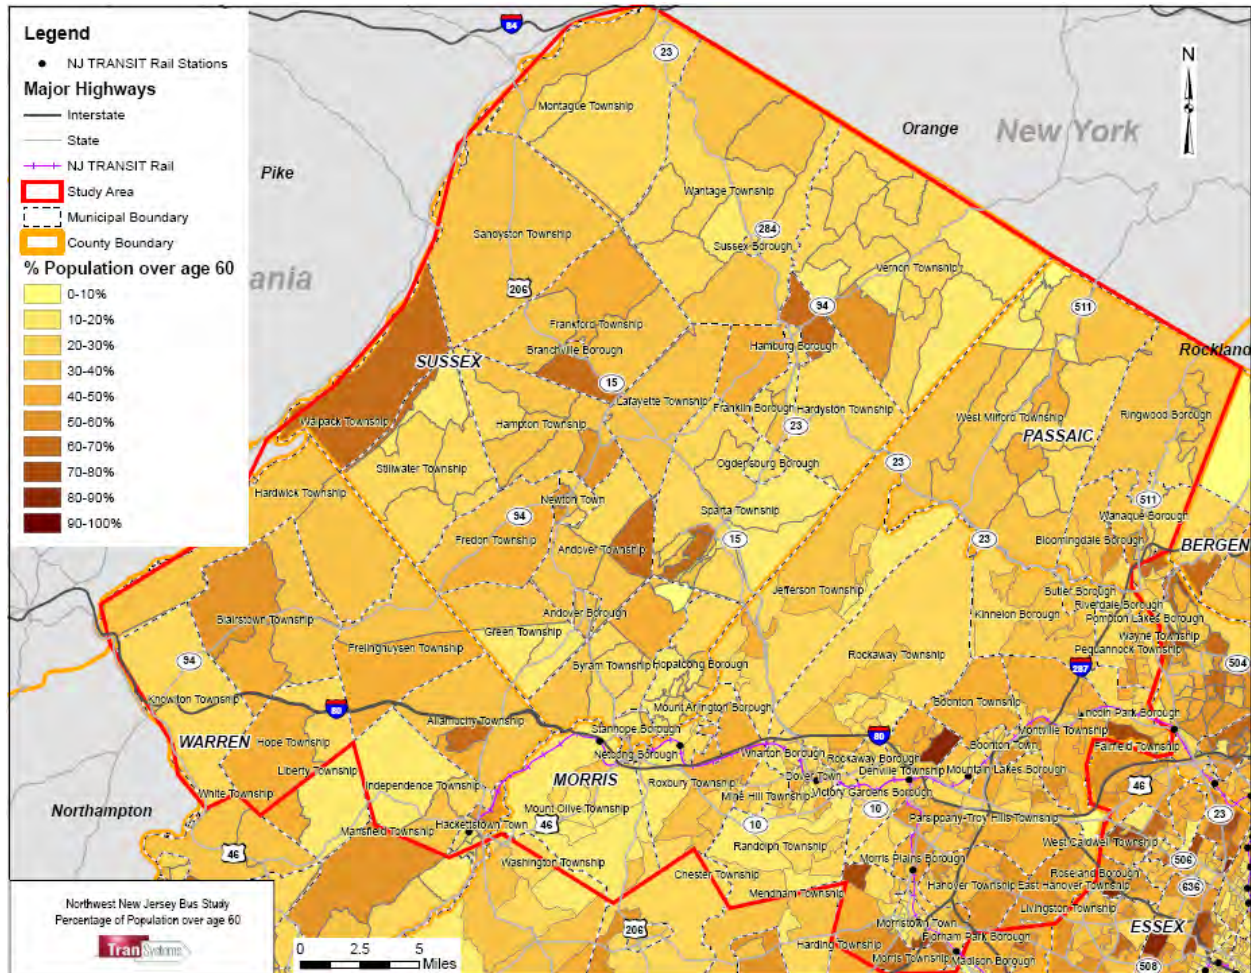 Legend
NJ TRANSIT Rail Stations
Major Highways
Interstate
State
NJ TRANSIT Rail
Study Area
Municipal Boundary
County Boundary
% Population over age 60
0-10%
10-20%
20-30%
30-40%
40-50%
50-60%
60-70%
70-80%
80-90%
90-100%
84
23
N
Montague Township
Orange
New York
Pike
Wantage Township
284
Sandyston Township
Sussex Borough
Vernon Township
ania
206
94
511
Frankford Township
Branchville Borough
Hamburg Borough
Rockland
SUSSEX
15
Lafayette Township
Franklin Borough
Hardyston Township
West Milford Township
Ringwood Borough
Walpack Township
Hampton Township
23
PASSAIC
Stillwater Township
Ogdensburg Borough
23
Hardwick Township
Newton Town
511
94
Sparta Township
Wanaque Borough
Fredon Township
Andover Township
15
23
Bloomingdale Borough
BERGEN
Jefferson Township
Butler Borough
Riverdale Borough
Blairstown Township
Andover Borough
Kinnelon Borough
Pompton Lakes Borough
Green Township
Wayne Township
Frelinghuysen Township
Rockaway Township
Pequannock Township
94
Byram Township
Hopatcong Borough
287
504
Knowlton Township
80
Mount Arlington Borough
Boonton Township
Lincoln Park Borough
Allamuchy Township
Stanhope Borough
80
Montville Township
WARREN
Hope Township
Netcong Borough
Wharton Borough
Rockaway Borough
Boonton Town
Fairfield Township
Liberty Township
MORRIS
Roxbury Township
Dover Town
Denville Township
Mountain Lakes Borough
46
White Township
Independence Township
Mine Hill Township
Victory Gardens Borough
Northampton
Mount Olive Township
10
Parsippany-Troy Hills Township
23
Mansfield Township
Hackettstown Town
46
10
46
Randolph Township
West Caldwell Township
Washington Township
Morris Plains Borough
506
Chester Township
Roseland Borough
Mendham Township
Hanover Township
East Hanover Township
636
Livingston Township
Morristown Town
ESSEX
206
Florham Park Borough
Harding Township
Morris Township
Madison Borough
508
Northwest New Jersey Bus Study
Percentage of Population over age 60
TranSystems
0 2.5 5
Miles